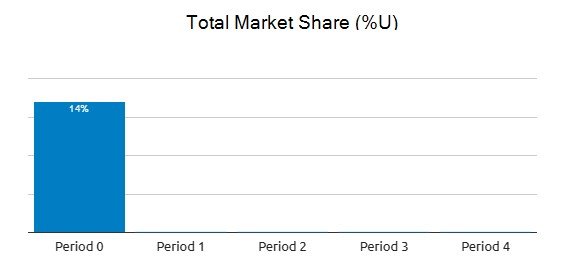 Total Market Share (%U)
14%
Period 0 Period 1 Period 2 Period 3 Period 4